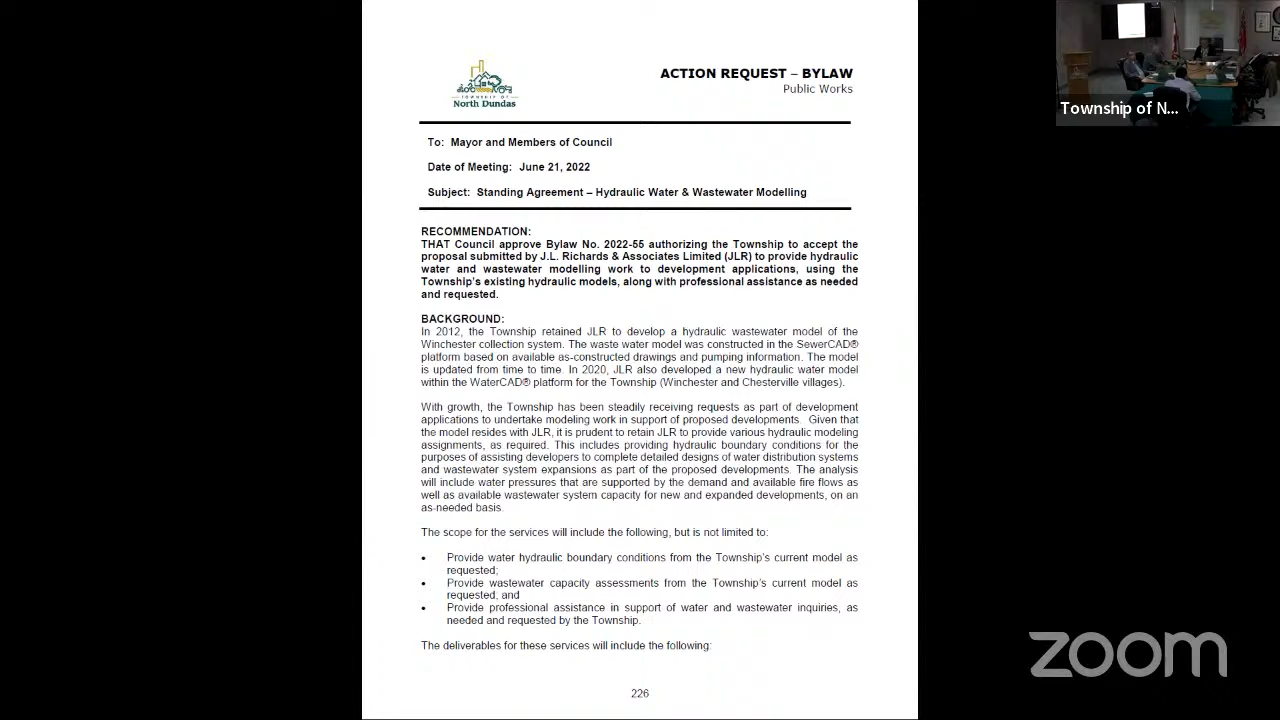 ACTION REQUEST – BYLAW
Public Works
TOWNSHIP OF
North Dundas
To: Mayor and Members of Council
Date of Meeting: June 21, 2022
Subject: Standing Agreement – Hydraulic Water & Wastewater Modelling
RECOMMENDATION:
THAT Council approve Bylaw No. 2022-55 authorizing the Township to accept the
proposal submitted by J.L. Richards & Associates Limited (JLR) to provide hydraulic
water and wastewater modelling work to development applications, using the
Township's existing hydraulic models, along with professional assistance as needed
and requested.
BACKGROUND:
In 2012, the Township retained JLR to develop a hydraulic wastewater model of the
Winchester collection system. The waste water model was constructed in the SewerCAD®
platform based on available as-constructed drawings and pumping information. The model
is updated from time to time. In 2020, JLR also developed a new hydraulic water model
within the WaterCAD® platform for the Township (Winchester and Chesterville villages).
With growth, the Township has been steadily receiving requests as part of development
applications to undertake modeling work in support of proposed developments. Given that
the model resides with JLR, it is prudent to retain JLR to provide various hydraulic modeling
assignments, as required. This includes providing hydraulic boundary conditions for the
purposes of assisting developers to complete detailed designs of water distribution systems
and wastewater system expansions as part of the proposed developments. The analysis
will include water pressures that are supported by the demand and available fire flows as
well as available wastewater system capacity for new and expanded developments, on an
as-needed basis.
The scope for the services will include the following, but is not limited to:
• Provide water hydraulic boundary conditions from the Township's current model as
requested;
• Provide wastewater capacity assessments from the Township's current model as
requested; and
• Provide professional assistance in support of water and wastewater inquiries, as
needed and requested by the Township.
The deliverables for these services will include the following:
226
Township of N...
zoom